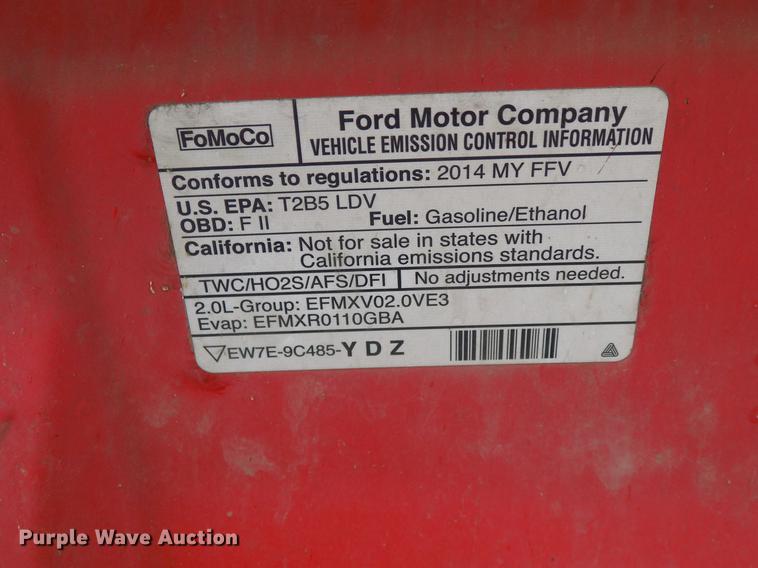 FoMoCo
Ford Motor Company
VEHICLE EMISSION CONTROL INFORMATION
Conforms to regulations: 2014 MY FFV
U.S. EPA: T2B5 LDV
OBD: F II
Fuel: Gasoline/Ethanol
California: Not for sale in states with
California emissions standards.
TWC/HO2S/AFS/DFI
No adjustments needed.
2.0L-Group: EFMXV02.0VE3
Evap: EFMXR0110GBA
EW7E-9C485-Y D Z
Purple Wave Auction